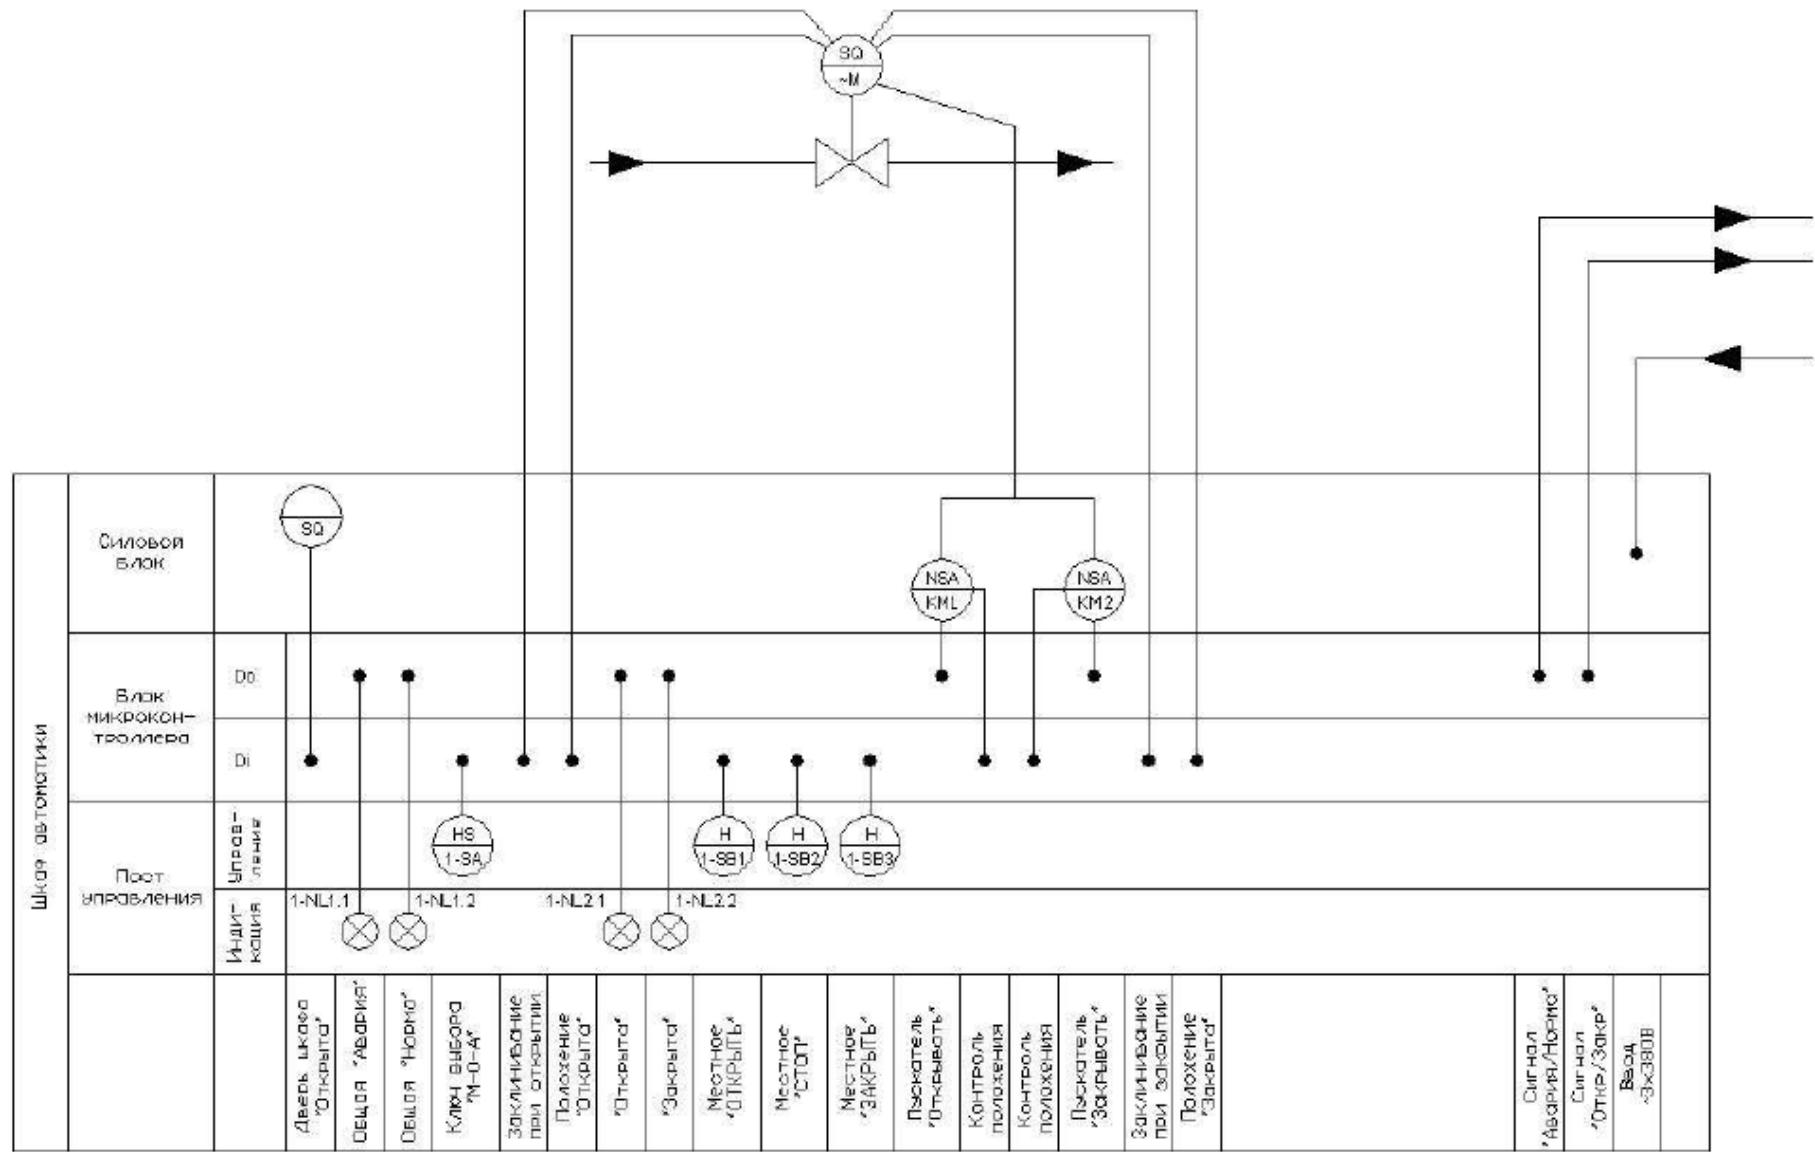 SQ
~M
Шкаф автоматики
Силовой
блок
SQ
NSA
KM1
NSA
KM2
Блок
микрокон-
троллера
Do
Di
Пост
управления
Управ-
ление
HS
1-SA
H
1-SB1
H
1-SB2
H
1-SB3
Инди-
кация
1-NL1.1
1-NL1.2
1-NL2.1
1-NL2.2
Дверь шкафа
"Открыта"
Общая "Авария"
Общая "Норма"
Ключ выбора
"М-О-А"
Заклинивание
при открытии
Положение
"Открыта"
"Открыта"
"Закрыта"
Местное
"ОТКРЫТЬ"
Местное
"СТОП"
Местное
"ЗАКРЫТЬ"
Пускатель
"Открывать"
Контроль
положения
Контроль
положения
Пускатель
"Закрывать"
Заклинивание
при закрытии
Положение
"Закрыта"
Сигнал
"Авария/Норма"
Сигнал
"Откр/Закр"
Ввод
~3x380В